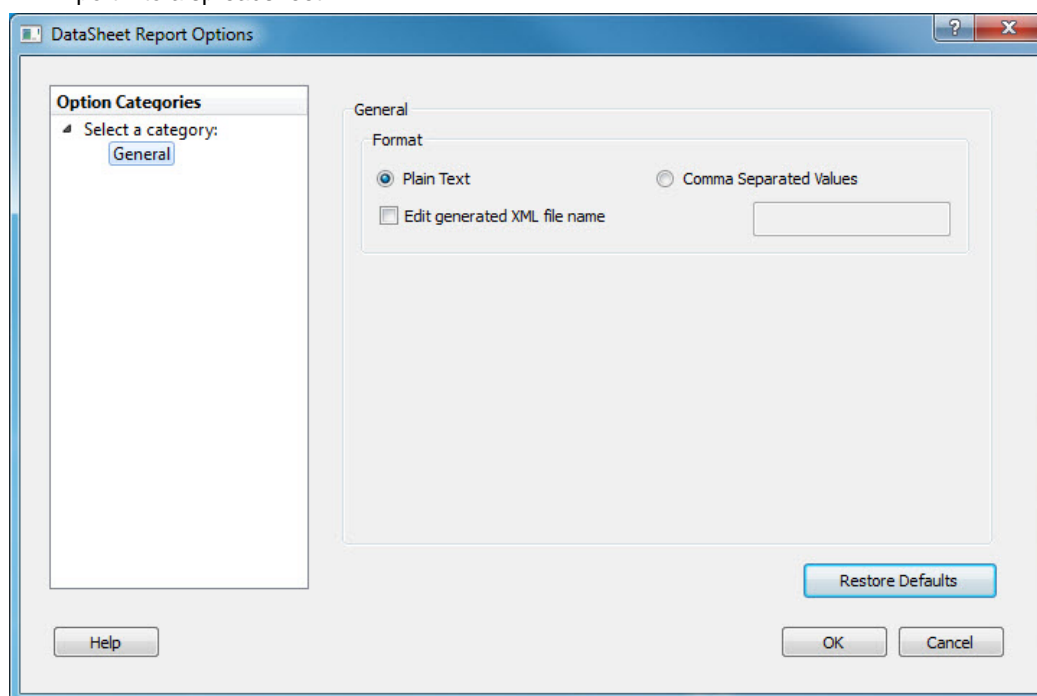 DataSheet Report Options
?
X
Option Categories
Select a category:
General
General
Format
Plain Text
Comma Separated Values
Edit generated XML file name
Restore Defaults
Help
OK
Cancel